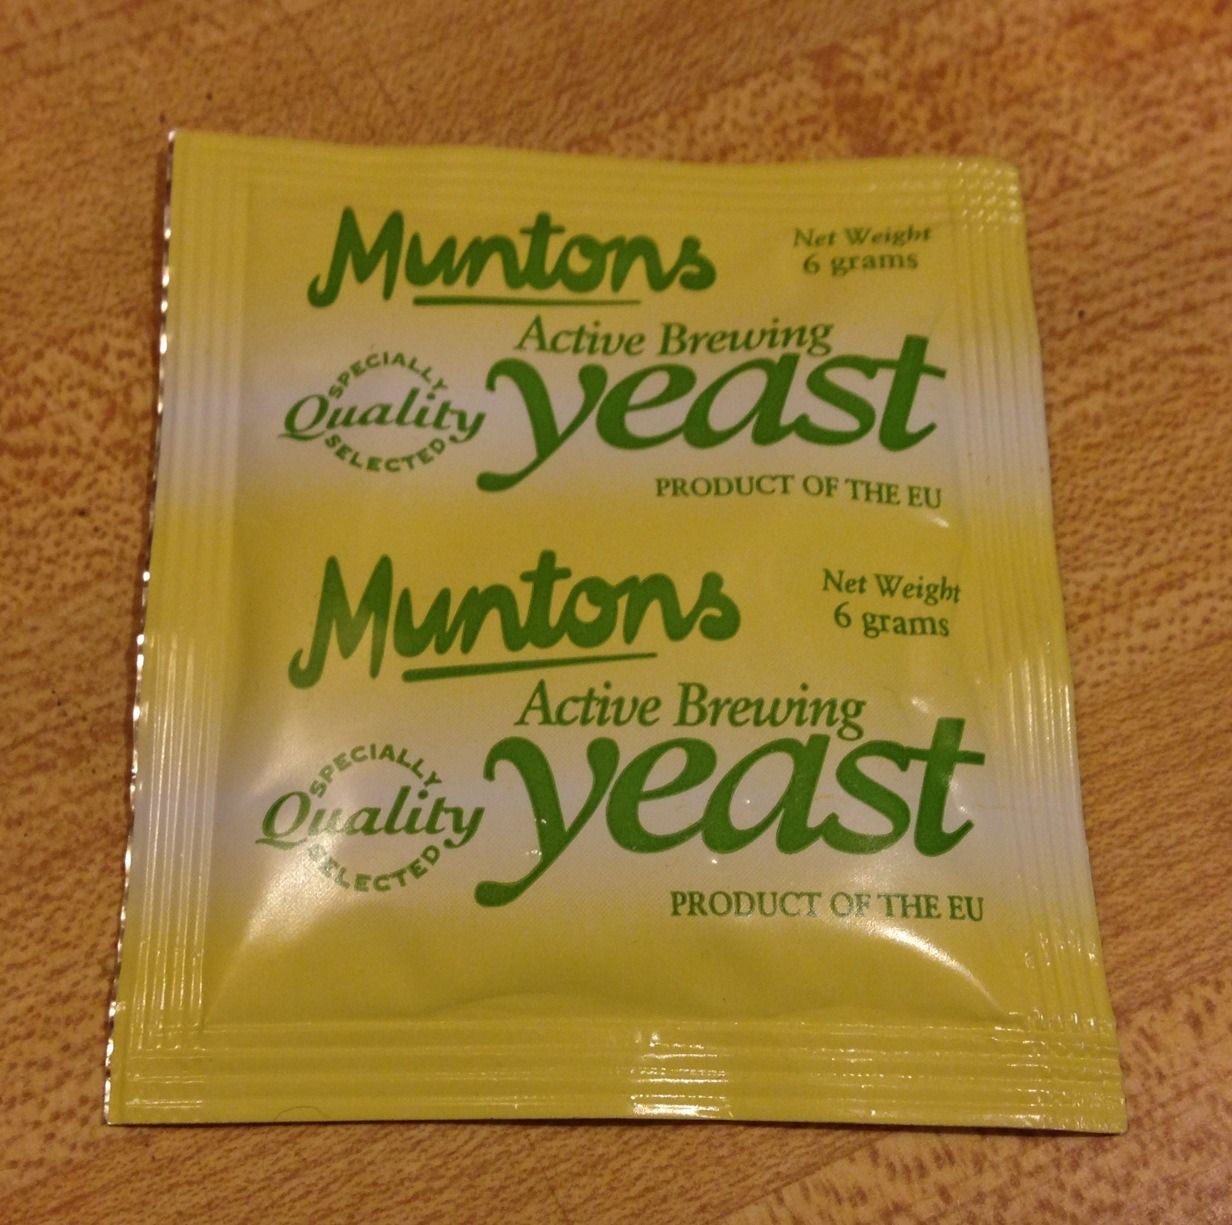 Muntons
Net Weight
6 grams
Active Brewing
yeast
SPECIALLY
Quality
SELECTED
PRODUCT OF THE EU
Muntons
Net Weight
6 grams
Active Brewing
yeast
SPECIALLY
Quality
SELECTED
PRODUCT OF THE EU